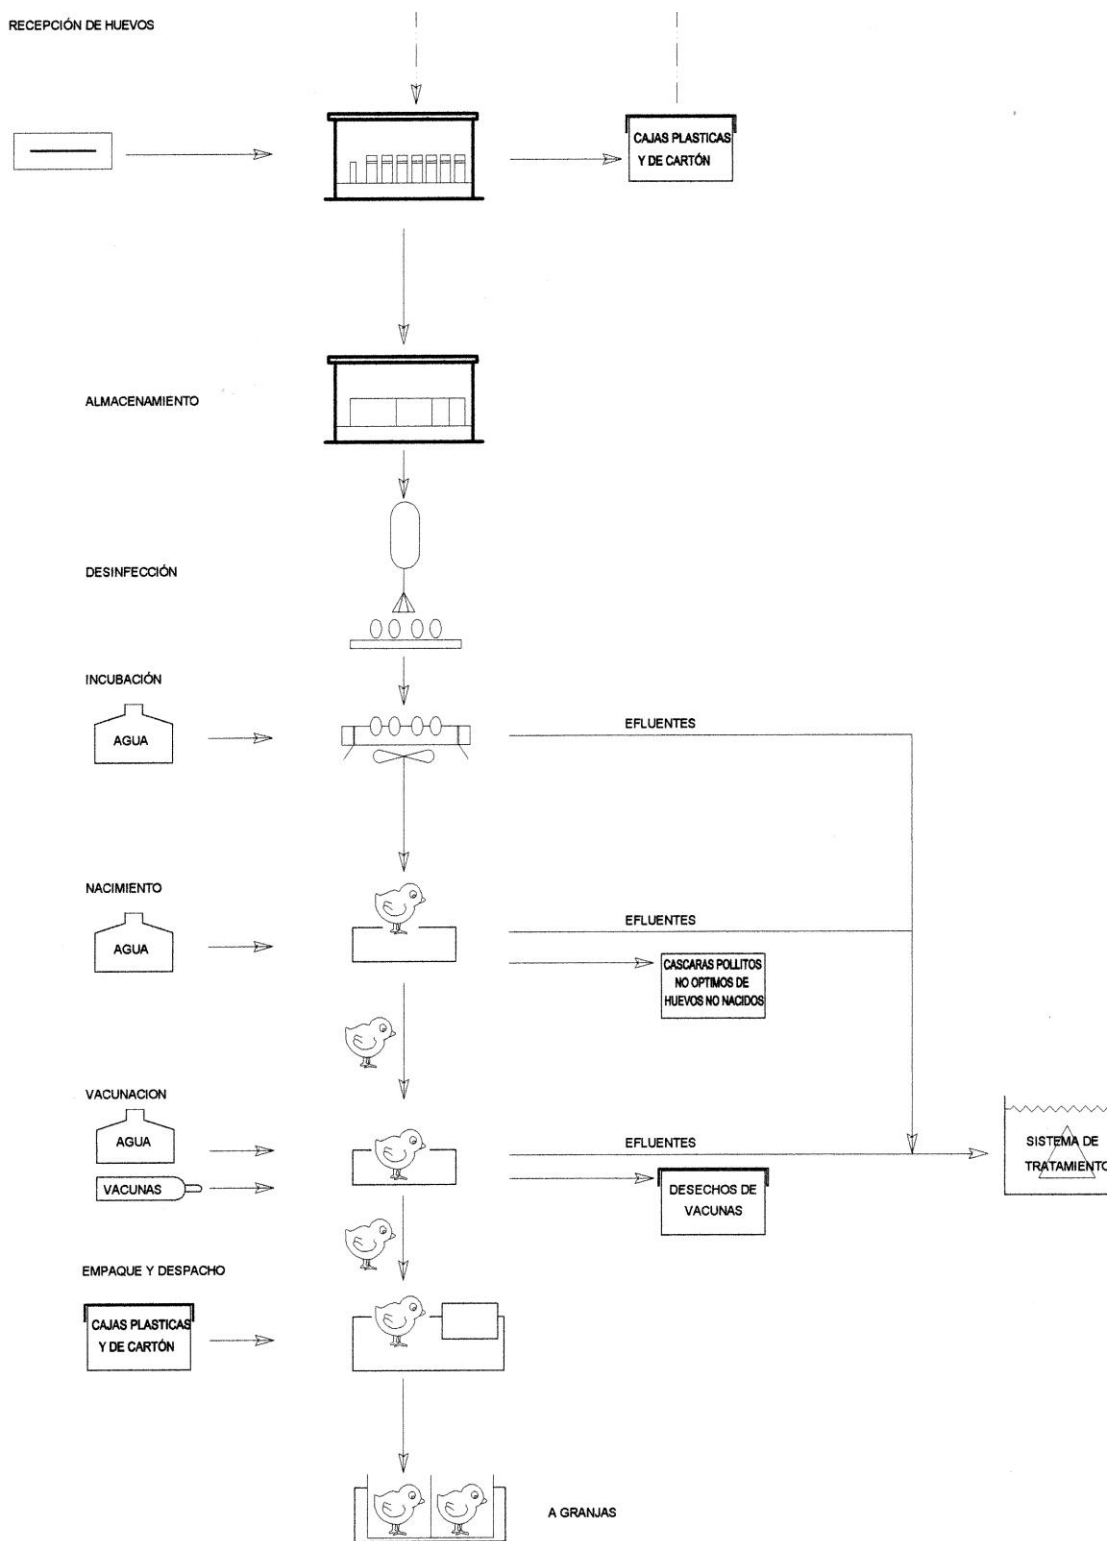 RECEPCIÓN DE HUEVOS
CAJAS PLASTICAS
Y DE CARTÓN
ALMACENAMIENTO
DESINFECCIÓN
INCUBACIÓN
AGUA
EFLUENTES
NACIMIENTO
AGUA
EFLUENTES
CASCARAS POLLITOS
NO OPTIMOS DE
HUEVOS NO NACIDOS
VACUNACION
AGUA
VACUNAS
EFLUENTES
DESECHOS DE
VACUNAS
SISTEMA DE
TRATAMIENTO
EMPAQUE Y DESPACHO
CAJAS PLASTICAS
Y DE CARTÓN
A GRANJAS